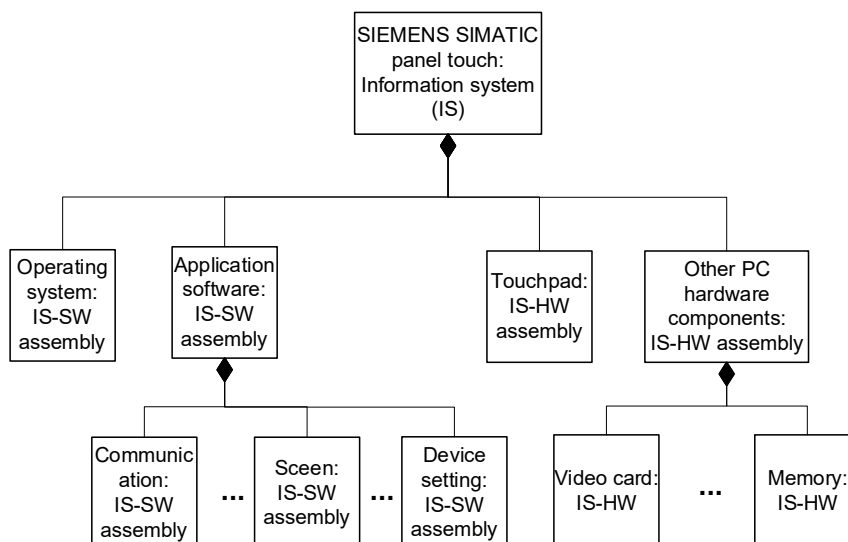 SIEMENS SIMATIC
panel touch:
Information system
(IS)
Operating
system:
IS-SW
assembly
Application
software:
IS-SW
assembly
Touchpad:
IS-HW
assembly
Other PC
hardware
components:
IS-HW assembly
Communic
ation:
IS-SW
assembly
...
Sceen:
IS-SW
assembly
...
Device
setting:
IS-SW
assembly
Video card:
IS-HW
...
Memory:
IS-HW